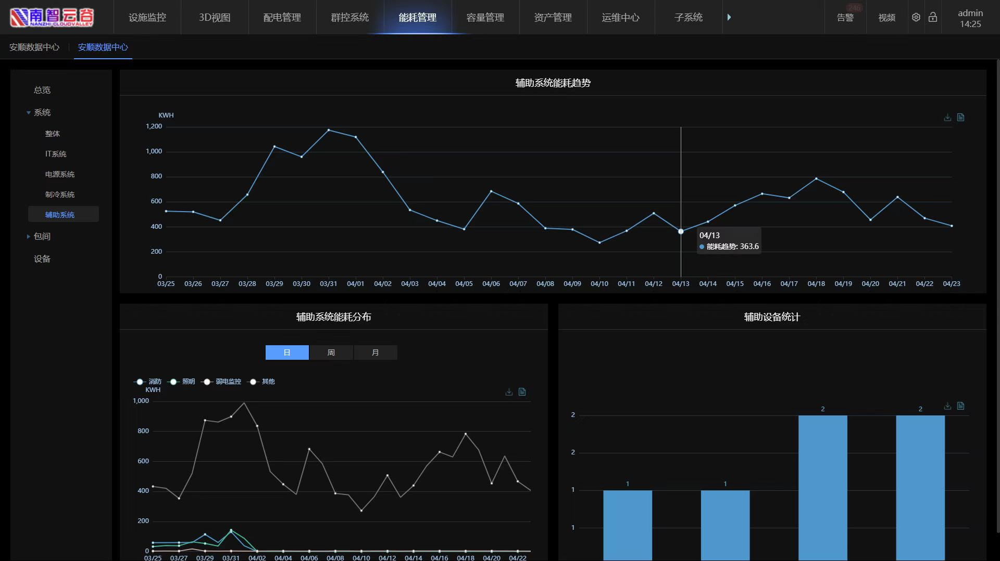 南智云谷
NANZHI CLOUDVALLEY
设施监控
3D视图
配电管理
群控系统
能耗管理
容量管理
资产管理
运维中心
子系统
告警
246
视频
admin
14:25
安顺数据中心
安顺数据中心
总览
系统
整体
IT系统
电源系统
制冷系统
辅助系统
包间
设备
辅助系统能耗趋势
KWH
1,200
1,000
800
600
400
200
0
04/13
能耗趋势: 363.6
03/25 03/26 03/27 03/28 03/29 03/30 03/31 04/01 04/02 04/03 04/04 04/05 04/06 04/07 04/08 04/09 04/10 04/11 04/12 04/13 04/14 04/15 04/16 04/17 04/18 04/19 04/20 04/21 04/22 04/23
辅助系统能耗分布
日 周 月
消防 照明 弱电监控 其他
KWH
1,000
800
600
400
200
0
03/25 03/27 03/29 03/31 04/02 04/04 04/06 04/08 04/10 04/12 04/14 04/16 04/18 04/20 04/22
辅助设备统计
2
2
1
1
1
1
2
2